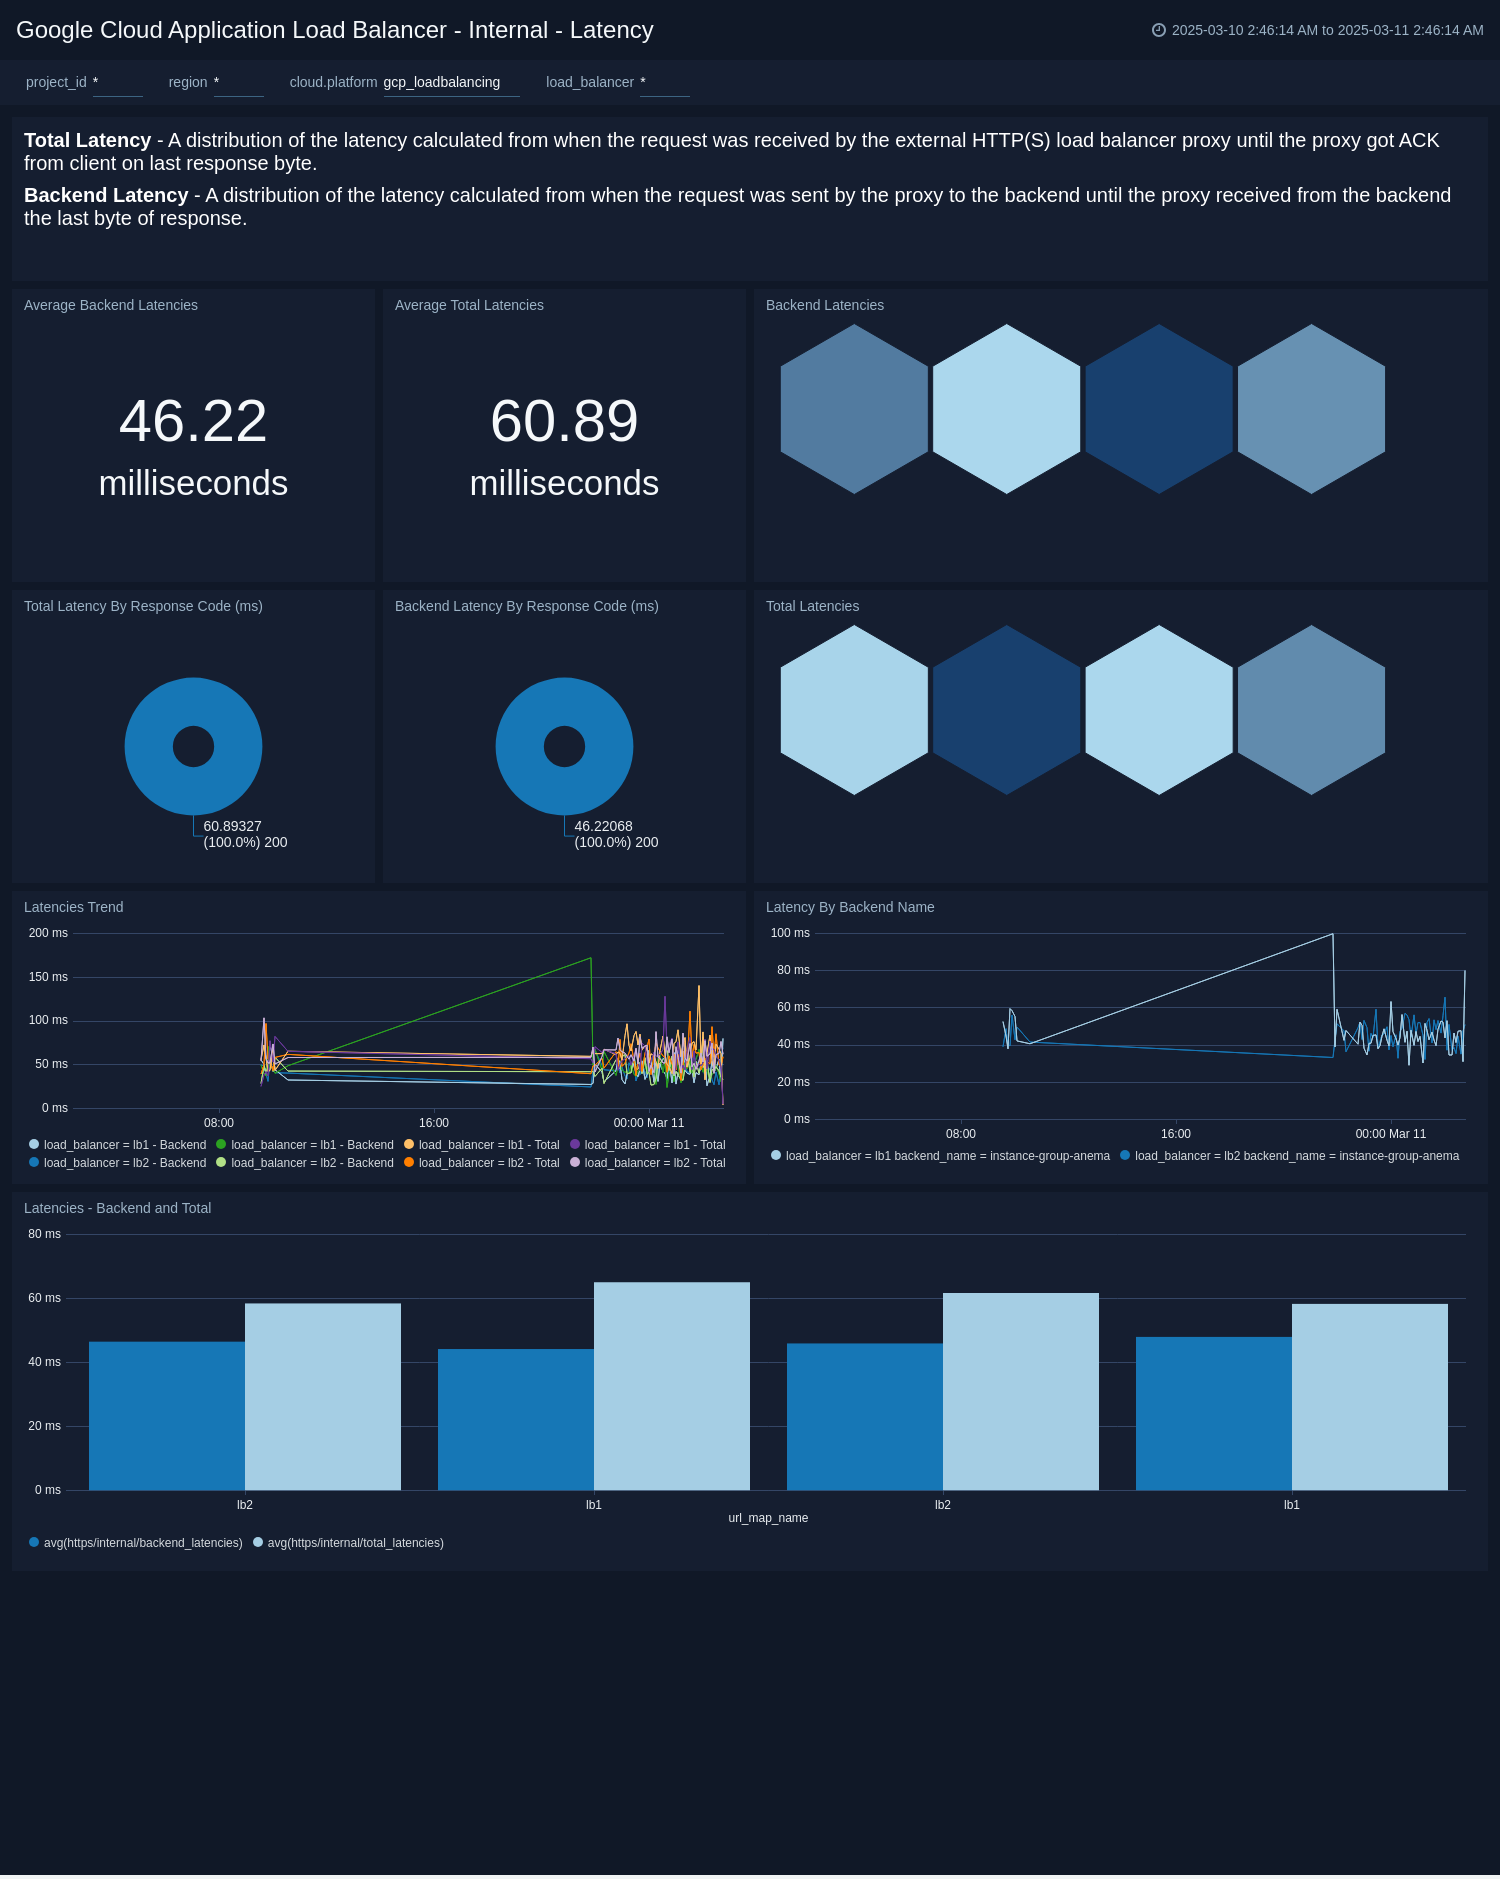 Google Cloud Application Load Balancer - Internal - Latency
2025-03-10 2:46:14 AM to 2025-03-11 2:46:14 AM
project_id *
region *
cloud.platform gcp_loadbalancing
load_balancer *
Total Latency - A distribution of the latency calculated from when the request was received by the external HTTP(S) load balancer proxy until the proxy got ACK
from client on last response byte.
Backend Latency - A distribution of the latency calculated from when the request was sent by the proxy to the backend until the proxy received from the backend
the last byte of response.
Average Backend Latencies
46.22
milliseconds
Average Total Latencies
60.89
milliseconds
Backend Latencies
Total Latency By Response Code (ms)
60.89327
(100.0%) 200
Backend Latency By Response Code (ms)
46.22068
(100.0%) 200
Total Latencies
Latencies Trend
200 ms
150 ms
100 ms
50 ms
0 ms
08:00
16:00
00:00 Mar 11
load_balancer = lb1 - Backend
load_balancer = lb1 - Backend
load_balancer = lb1 - Total
load_balancer = lb1 - Total
load_balancer = lb2 - Backend
load_balancer = lb2 - Backend
load_balancer = lb2 - Total
load_balancer = lb2 - Total
Latency By Backend Name
100 ms
80 ms
60 ms
40 ms
20 ms
0 ms
08:00
16:00
00:00 Mar 11
load_balancer = lb1 backend_name = instance-group-anema
load_balancer = lb2 backend_name = instance-group-anema
Latencies - Backend and Total
80 ms
60 ms
40 ms
20 ms
0 ms
lb2
lb1
lb2
lb1
url_map_name
avg(https/internal/backend_latencies)
avg(https/internal/total_latencies)